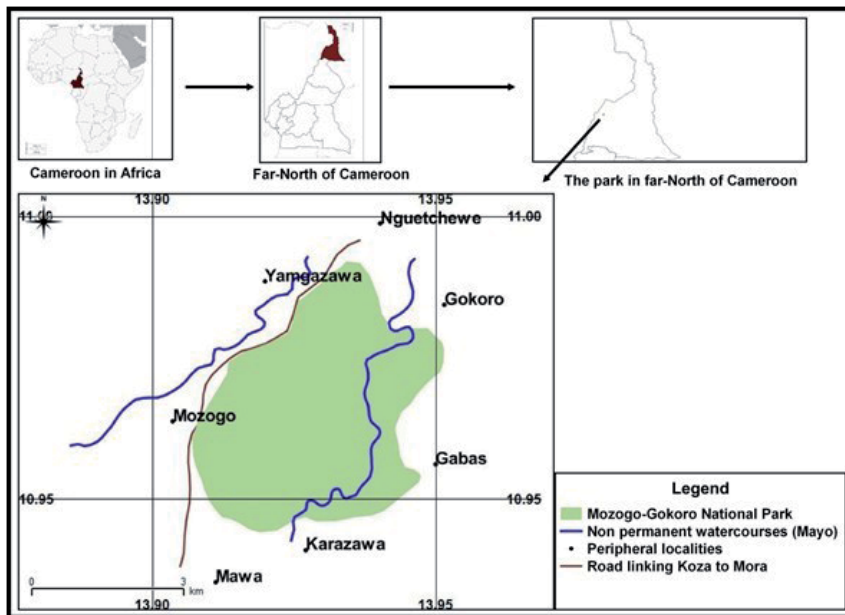 Cameroon in Africa
Far-North of Cameroon
The park in far-North of Cameroon
13.90
13.95
11.00
11.00
N
Nguetchewe
Yamgazawa
Gokoro
Mozogo
Gabas
10.95
10.95
Karazawa
Mawa
0
3
km
13.90
13.95
Legend
Mozogo-Gokoro National Park
Non permanent watercourses (Mayo)
Peripheral localities
Road linking Koza to Mora